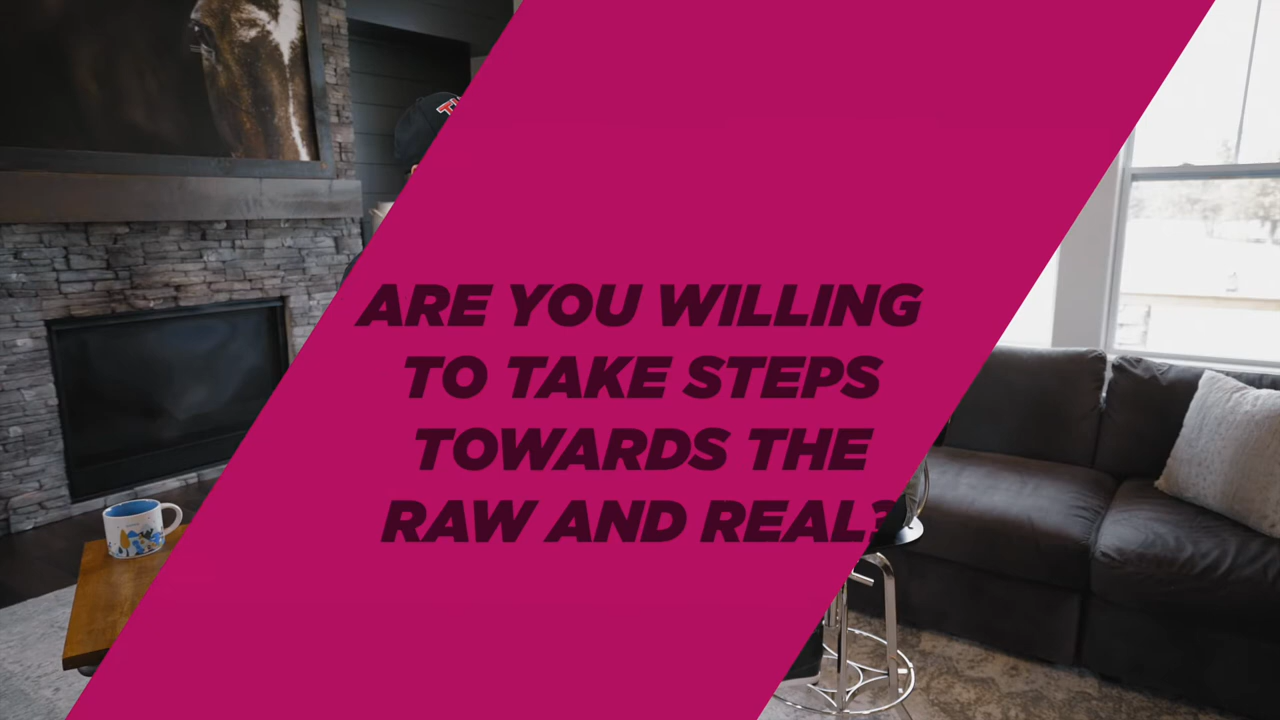 ARE YOU WILLING
TO TAKE STEPS
TOWARDS THE
RAW AND REAL?